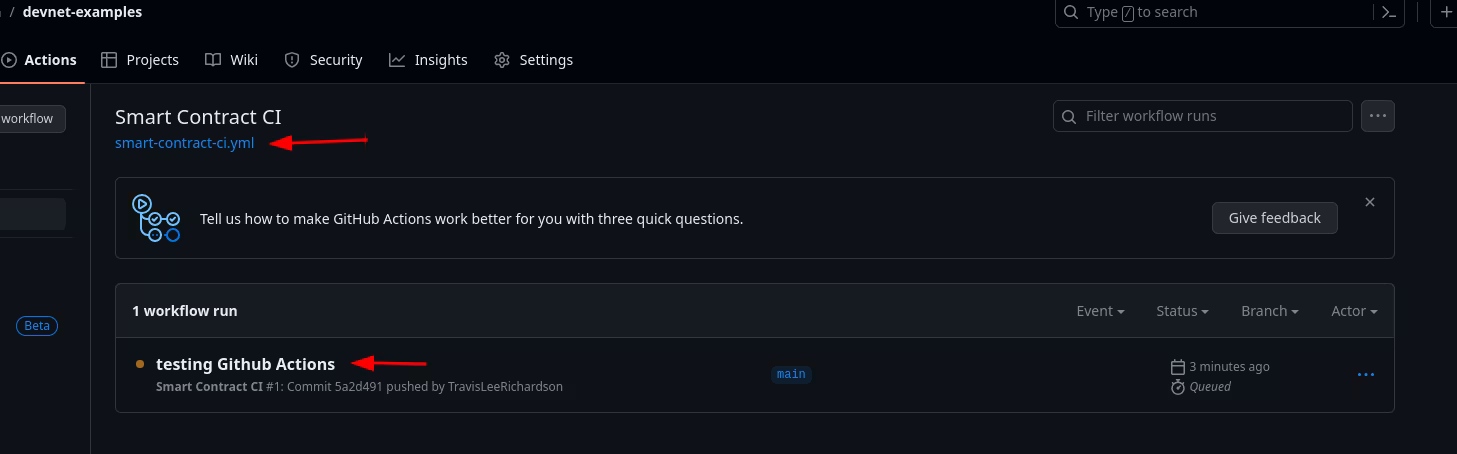 / devnet-examples
Type / to search
Actions
Projects
Wiki
Security
Insights
Settings
workflow
Smart Contract CI
Filter workflow runs
smart-contract-ci.yml
Tell us how to make GitHub Actions work better for you with three quick questions.
Give feedback
1 workflow run
Event
Status
Branch
Actor
Beta
testing Github Actions
Smart Contract CI #1: Commit 5a2d491 pushed by TravisLeeRichardson
main
3 minutes ago
Queued